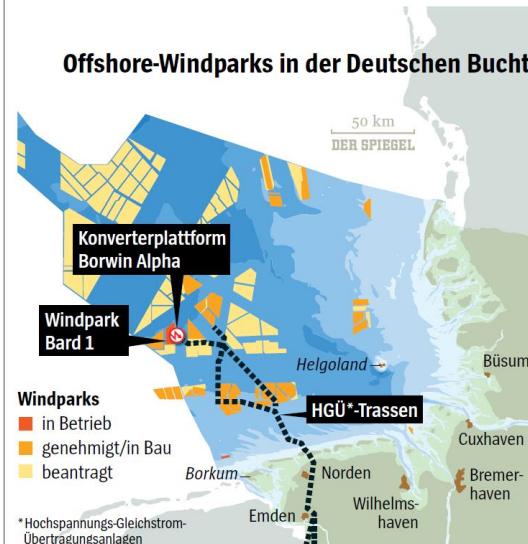 Offshore-Windparks in der Deutschen Bucht
50 km
DER SPIEGEL
Konverterplattform
Borwin Alpha
Windpark
Bard 1
Helgoland
Büsum
Windparks
in Betrieb
genehmigt/in Bau
beantragt
HGÜ*-Trassen
Cuxhaven
Borkum
Norden
Bremer-
haven
Wilhelms-
haven
Emden
*Hochspannungs-Gleichstrom-
Übertragungsanlagen